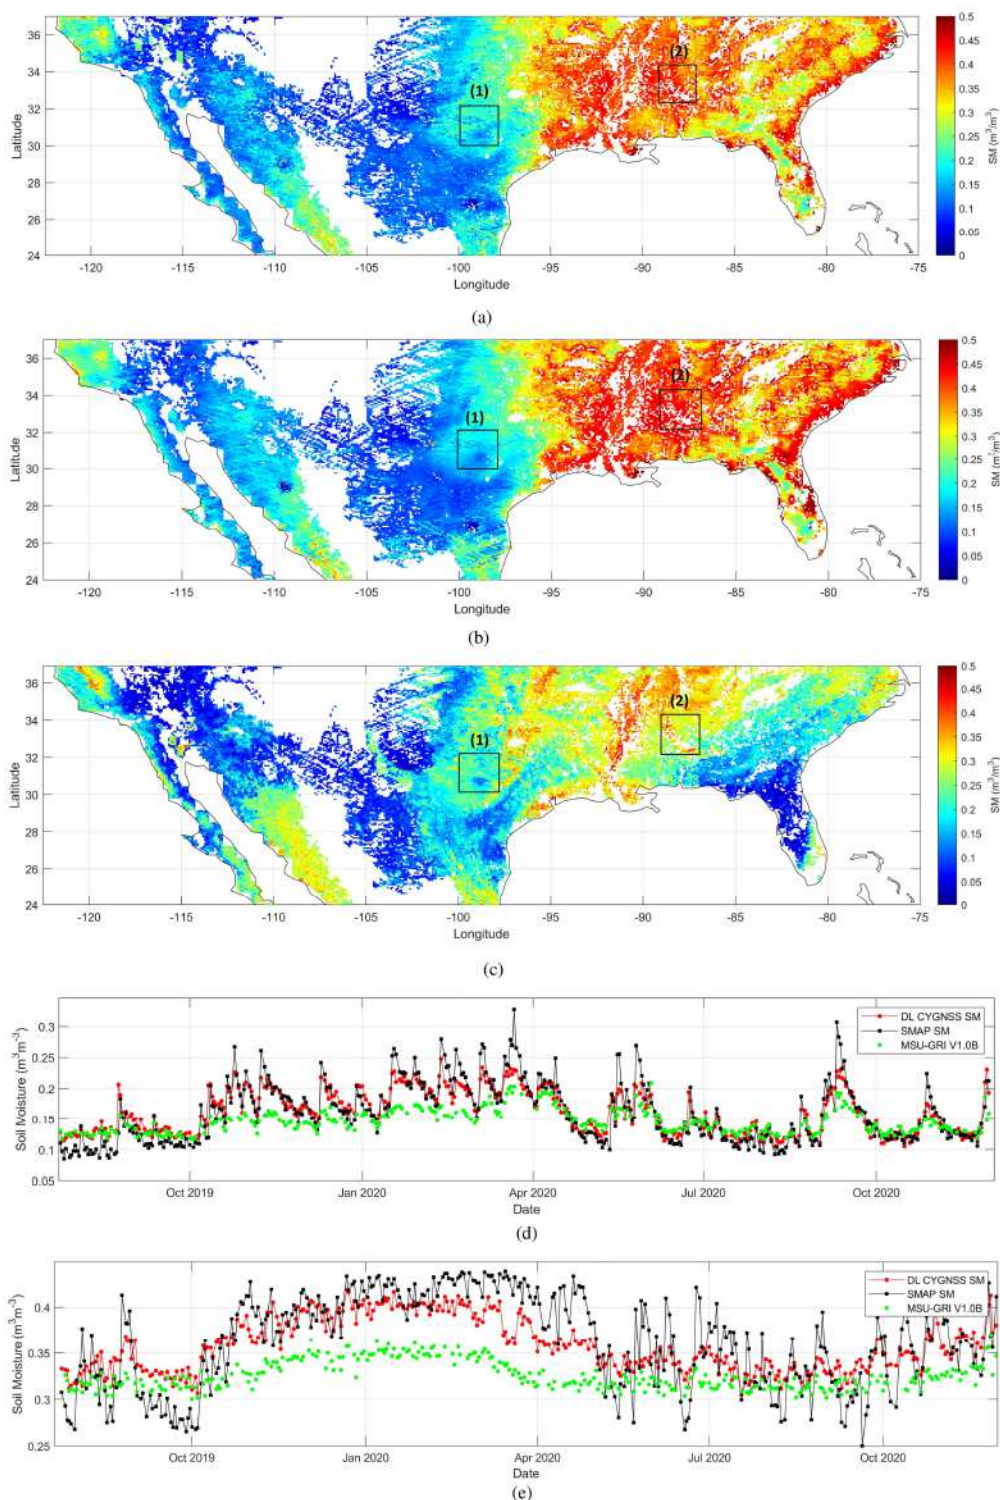 36
34
32
30
28
26
24
Latitude
(1)
(2)
-120 -115 -110 -105 -100 -95 -90 -85 -80 -75
Longitude
0.5
0.45
0.4
0.35
0.3
0.25
0.2
0.15
0.1
0.05
0
SM (m³/m³)
(a)
36
34
32
30
28
26
24
Latitude
(1)
(2)
-120 -115 -110 -105 -100 -95 -90 -85 -80 -75
Longitude
0.5
0.45
0.4
0.35
0.3
0.25
0.2
0.15
0.1
0.05
0
SM (m³/m³)
(b)
36
34
32
30
28
26
24
Latitude
(1)
(2)
-120 -115 -110 -105 -100 -95 -90 -85 -80 -75
Longitude
0.5
0.45
0.4
0.35
0.3
0.25
0.2
0.15
0.1
0.05
0
SM (m³/m³)
(c)
0.3
0.25
0.2
0.15
0.1
0.05
Soil Moisture (m³m⁻³)
DL CYGNSS SM
SMAP SM
MSU-GRI V1.0B
Oct 2019 Jan 2020 Apr 2020 Jul 2020 Oct 2020
Date
(d)
0.4
0.35
0.3
0.25
Soil Moisture (m³m⁻³)
DL CYGNSS SM
SMAP SM
MSU-GRI V1.0B
Oct 2019 Jan 2020 Apr 2020 Jul 2020 Oct 2020
Date
(e)